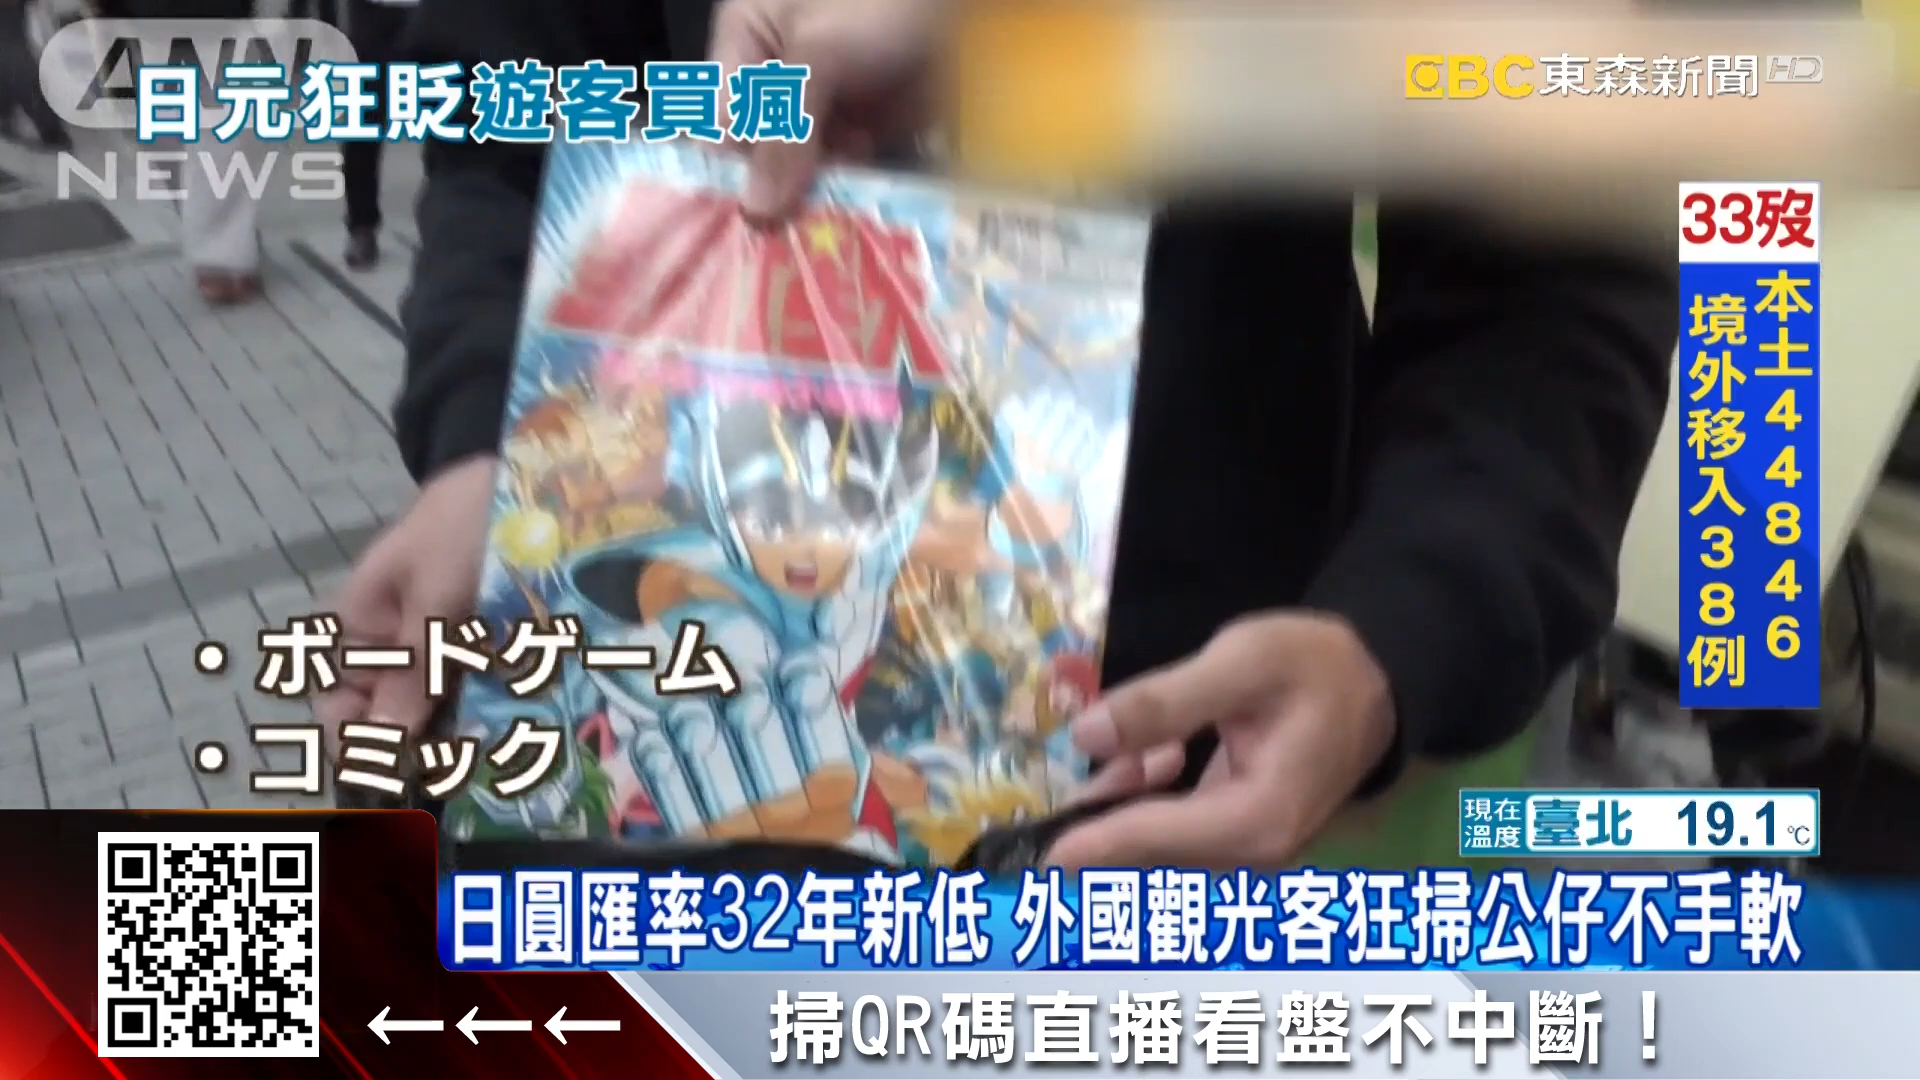 ANN
NEWS
日元狂貶遊客買瘋
EBC東森新聞HD
33歿
本土44846
境外移入38例
・ボードゲーム
・コミック
現在溫度 臺北 19.1℃
日圓匯率32年新低 外國觀光客狂掃公仔不手軟
←←← 掃QR碼直播看盤不中斷！